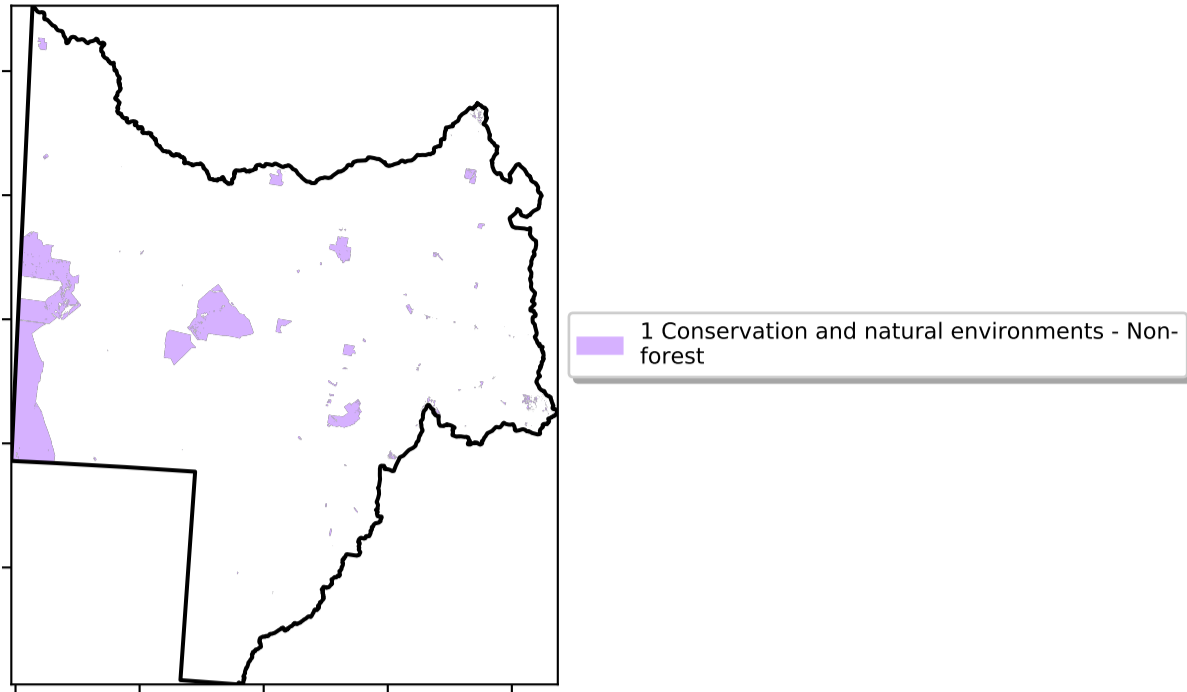 1 Conservation and natural environments - Non-
forest